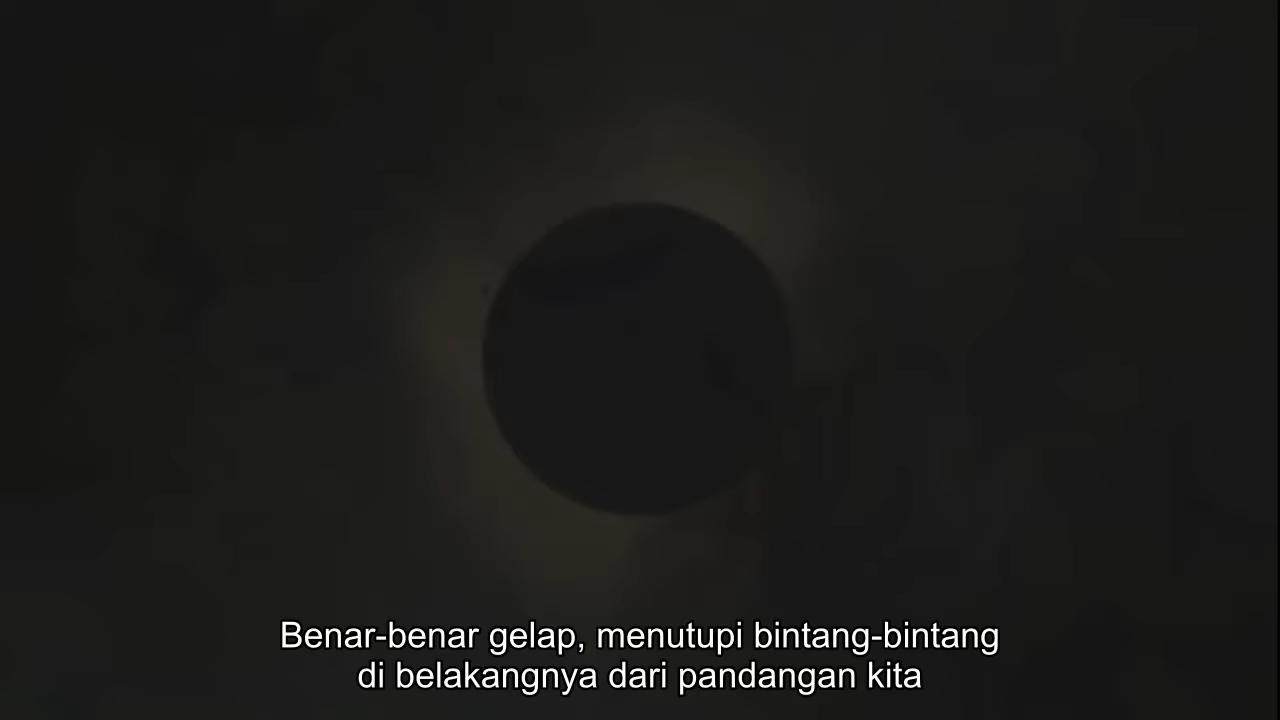 Benar-benar gelap, menutupi bintang-bintang
di belakangnya dari pandangan kita